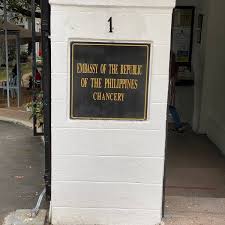 1
EMBASSY OF THE REPUBLIC
OF THE PHILIPPINES
CHANCERY